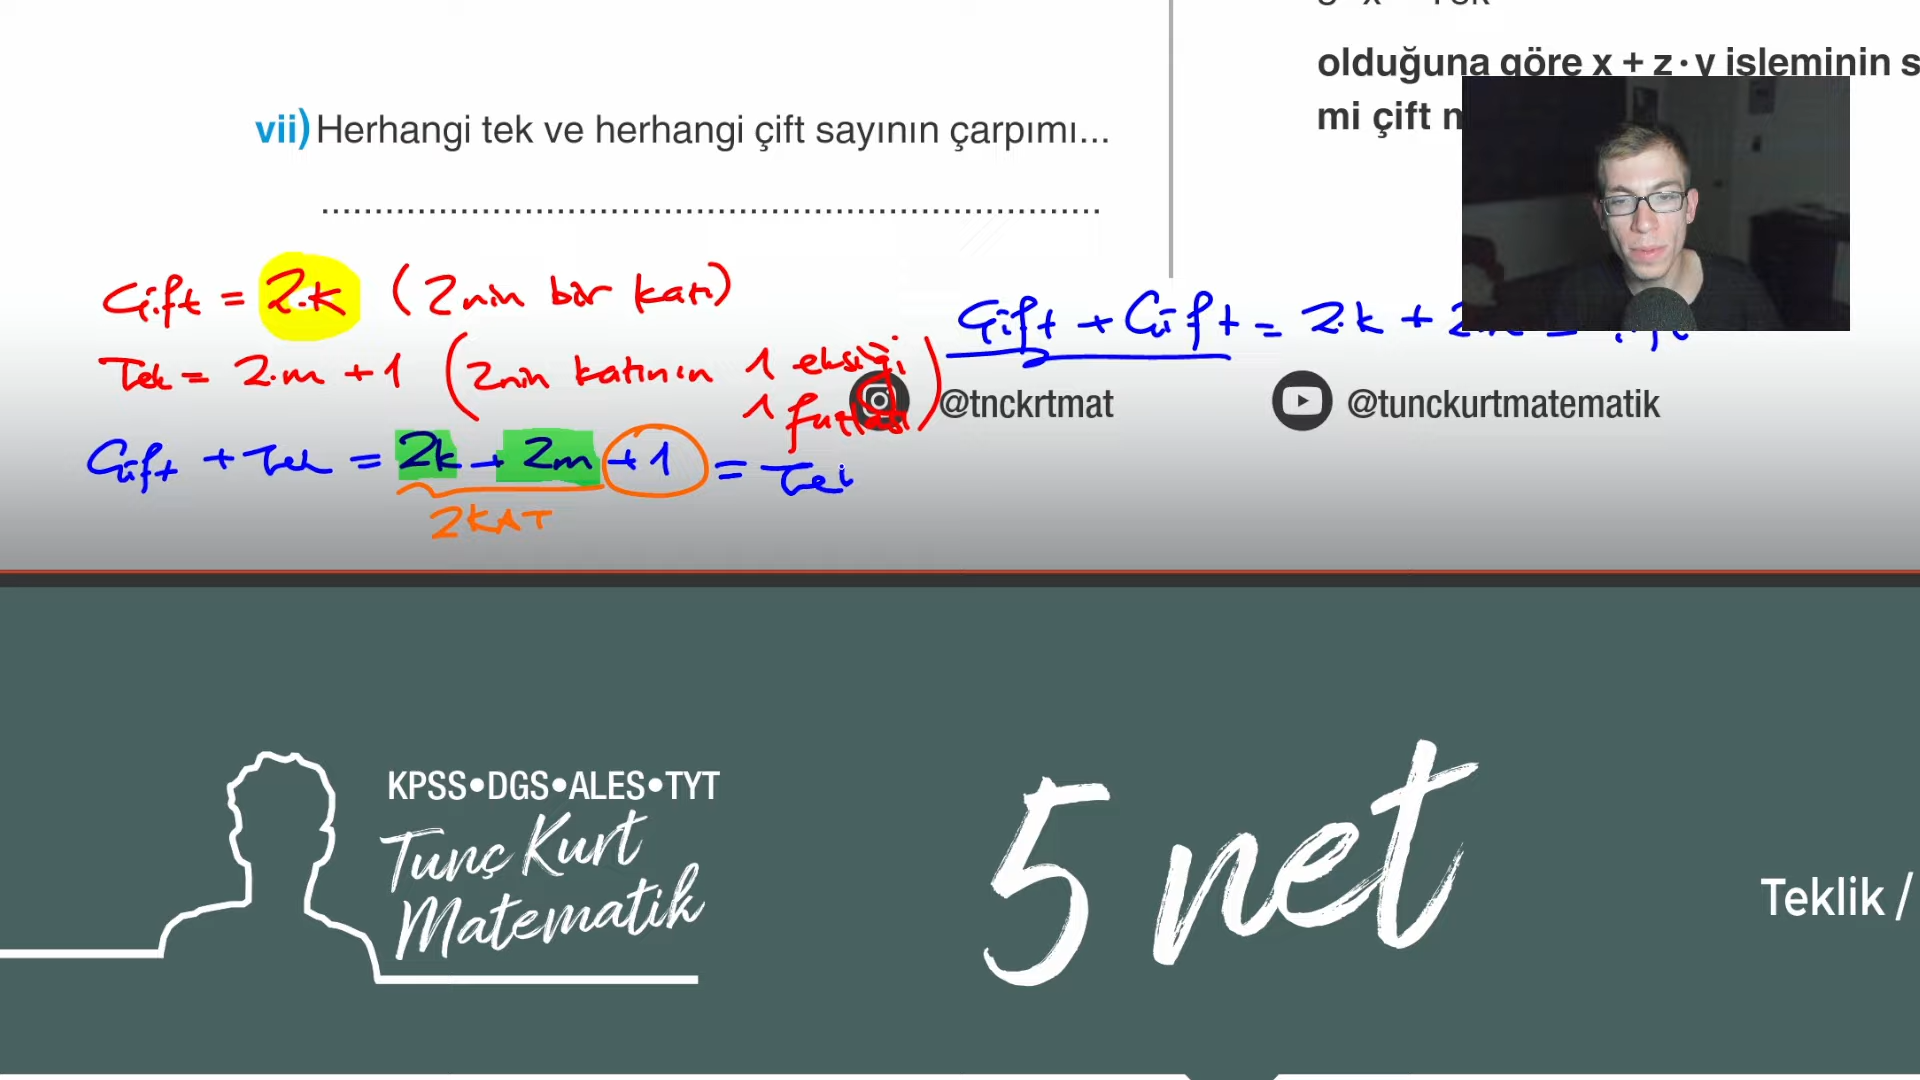 vii) Herhangi tek ve herhangi çift sayının çarpımı...
..........................................................................
olduğuna göre x + z · y işleminin s
mi çift
Çift = 2.k (2nin bir katı)
Tek = 2.m + 1 (2nin katının 1 eksiği
1 fazlası)
Çift + Tek = 2k + 2m + 1 = Tek
2KAT
Çift + Çift = 2.k + 2
@tnckrtmat
@tunckurtmatematik
KPSS•DGS•ALES•TYT
Tunç Kurt
Matematik
5 net
Teklik /